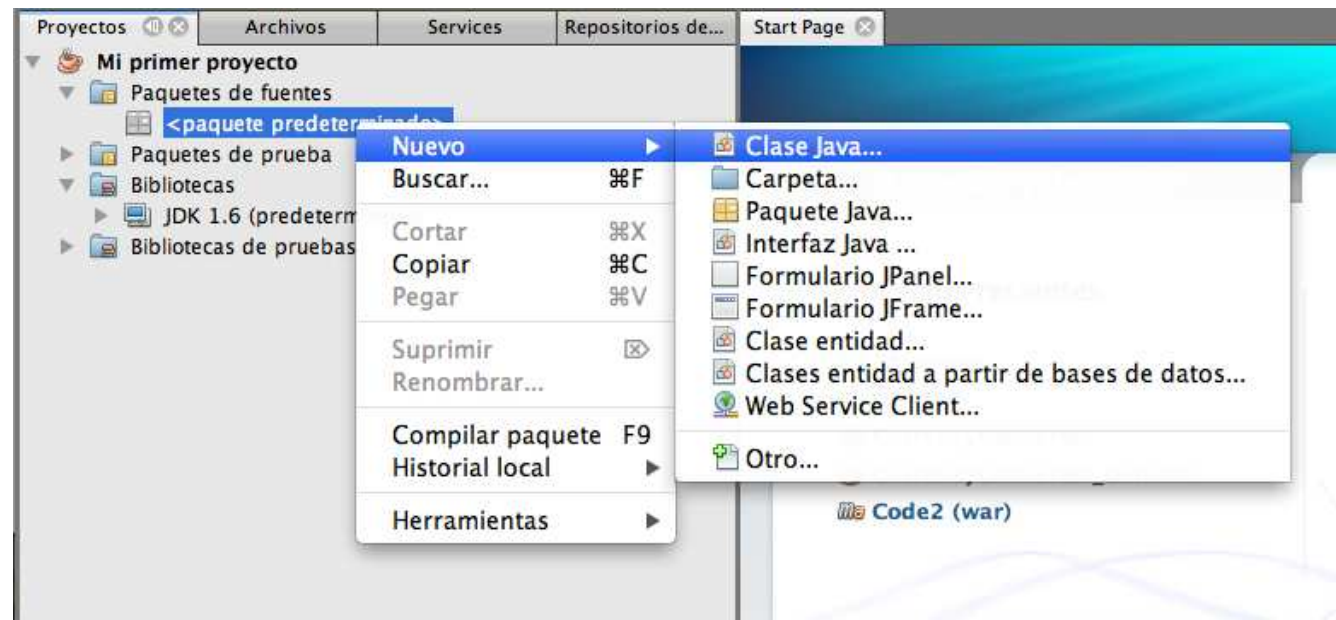 Proyectos
Archivos
Services
Repositorios de...
Start Page
Mi primer proyecto
Paquetes de fuentes
<paquete predeterminado>
Paquetes de prueba
Bibliotecas
JDK 1.6 (predeterm
Bibliotecas de pruebas
Nuevo
Buscar... ⌘F
Cortar ⌘X
Copiar ⌘C
Pegar ⌘V
Suprimir ⌦
Renombrar...
Compilar paquete F9
Historial local
Herramientas
Clase Java...
Carpeta...
Paquete Java...
Interfaz Java ...
Formulario JPanel...
Formulario JFrame...
Clase entidad...
Clases entidad a partir de bases de datos...
Web Service Client...
Otro...
Code2 (war)